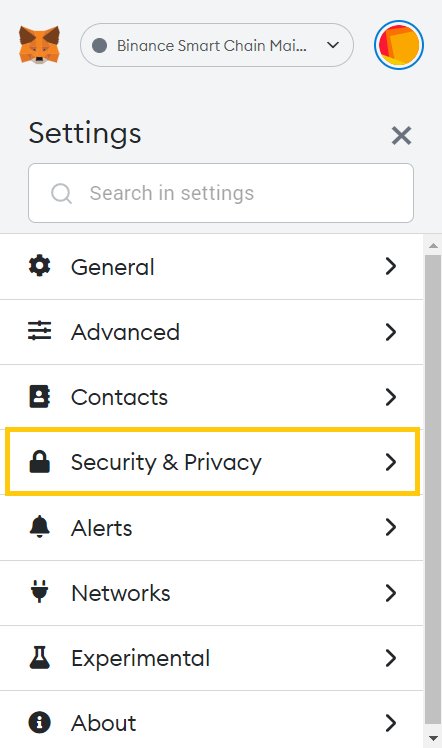 Binance Smart Chain Mai...
Settings
Search in settings
General
Advanced
Contacts
Security & Privacy
Alerts
Networks
Experimental
About